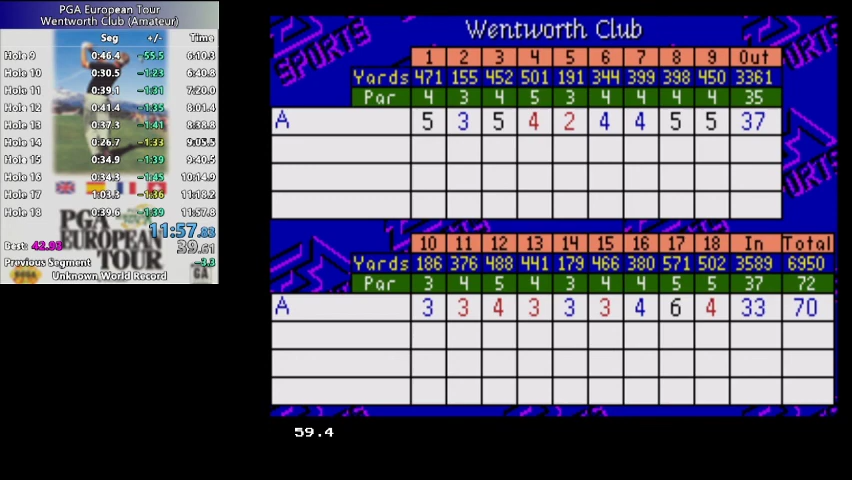 PGA European Tour
Wentworth Club (Amateur)
Seg +/- Time
Hole 9 0:46.4 -55.5 6:10.3
Hole 10 0:30.5 -1:23 6:40.8
Hole 11 0:39.1 -1:31 7:20.0
Hole 12 0:41.4 -1:35 8:01.4
Hole 13 0:37.3 -1:41 8:38.8
Hole 14 0:26.7 -1:33 9:05.5
Hole 15 0:34.9 -1:39 9:40.5
Hole 16 0:34.3 -1:45 10:14.9
Hole 17 1:03.3 -1:36 11:18.2
Hole 18 0:39.6 -1:39 11:57.8
PGA
EUROPEAN
TOUR
11:57.83
Best: 42.93 39.61
Previous Segment -3.3
Unknown World Record
SEGA
GA
Wentworth Club
SPORTS
1 2 3 4 5 6 7 8 9 Out
Yards 471 155 452 501 191 344 399 398 450 3361
Par 4 3 4 5 3 4 4 4 4 35
A 5 3 5 4 2 4 4 5 5 37
10 11 12 13 14 15 16 17 18 In Total
Yards 186 376 488 441 179 466 380 571 502 3589 6950
Par 3 4 5 4 3 4 4 5 5 37 72
A 3 3 4 3 3 3 4 6 4 33 70
59.4